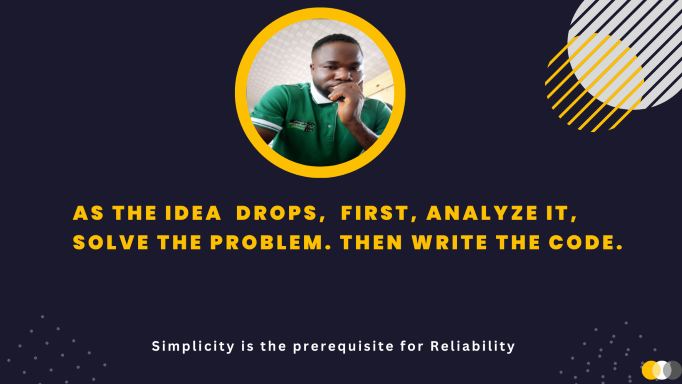 AS THE IDEA DROPS, FIRST, ANALYZE IT,
SOLVE THE PROBLEM. THEN WRITE THE CODE.
Simplicity is the prerequisite for Reliability